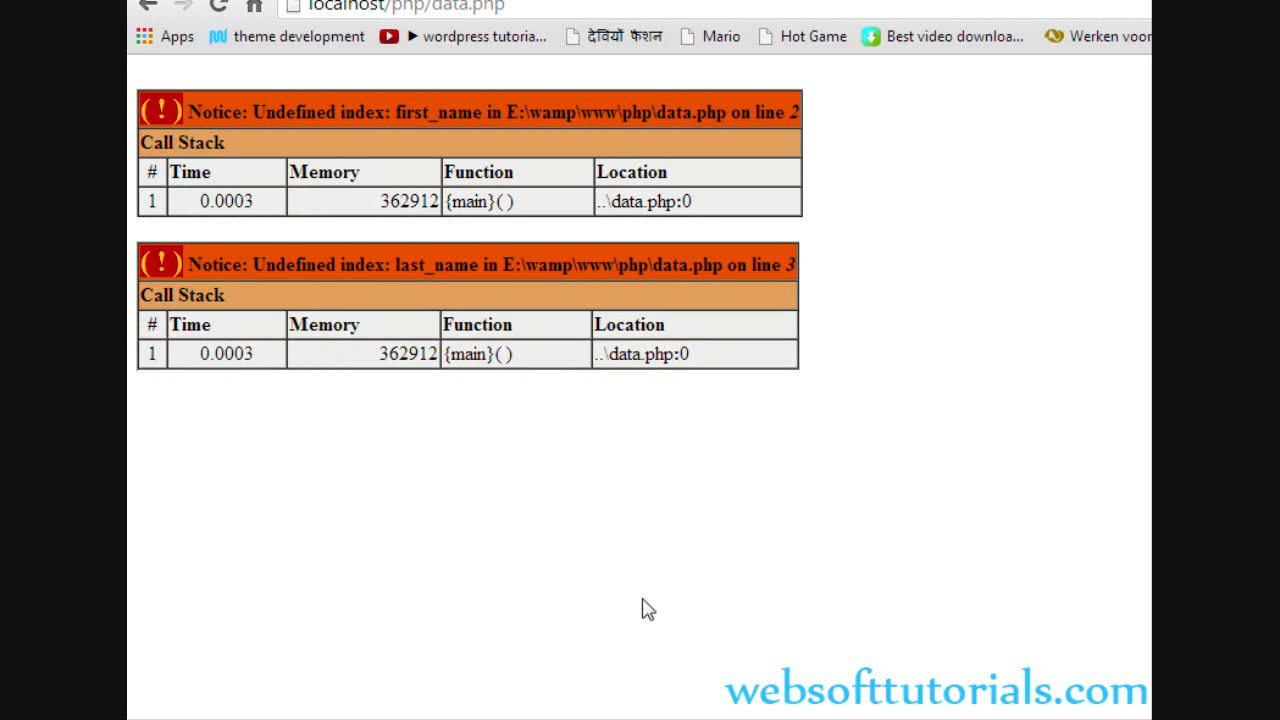 localhost/php/data.php
Apps theme development ► wordpress tutoria... देवियों फैशन Mario Hot Game Best video downloa... Werken voor
( ! ) Notice: Undefined index: first_name in E:\wamp\www\php\data.php on line 2
Call Stack
# Time Memory Function Location
1 0.0003 362912 {main}( ) ..\data.php:0
( ! ) Notice: Undefined index: last_name in E:\wamp\www\php\data.php on line 3
Call Stack
# Time Memory Function Location
1 0.0003 362912 {main}( ) ..\data.php:0
websofttutorials.com